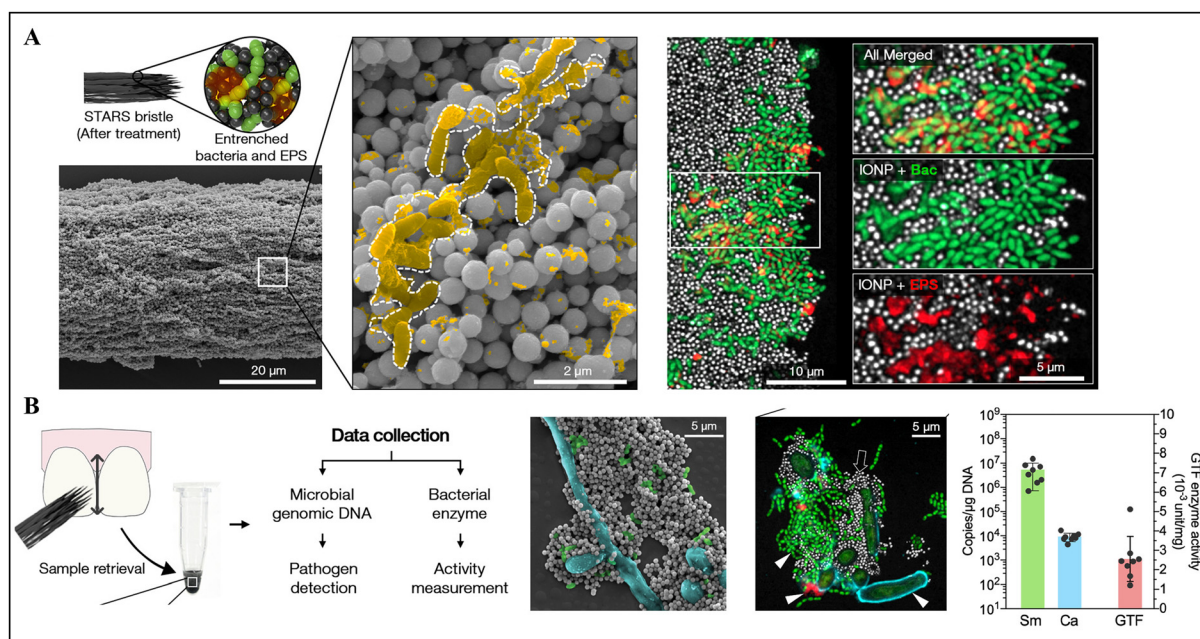 A
STARS bristle
(After treatment)
Entrenched
bacteria and EPS
20 μm
2 μm
10 μm
All Merged
IONP + Bac
IONP + EPS
5 μm
B
Sample retrieval
Data collection
Microbial
genomic DNA
Bacterial
enzyme
Pathogen
detection
Activity
measurement
5 μm
5 μm
Copies/μg DNA
10⁹
10⁸
10⁷
10⁶
10⁵
10⁴
10³
10²
10¹
Sm
Ca
GTF
10
9
8
7
6
5
4
3
2
1
0
GTF enzyme activity
(10⁻³ unit/mg)